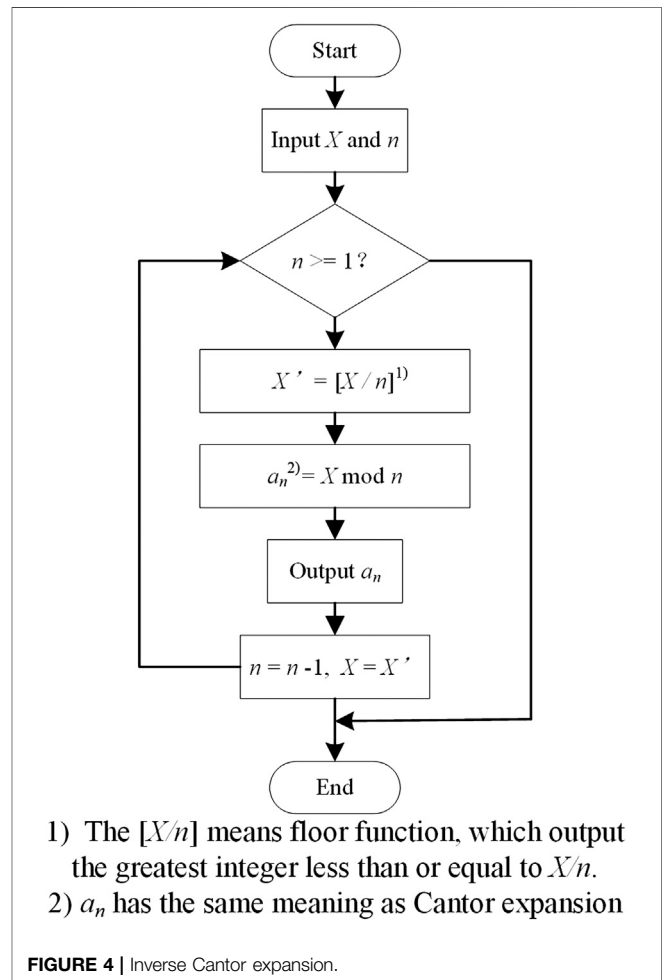 Start
Input X and n
n >= 1?
X' = [X/n]1)
an2)= X mod n
Output an
n = n -1, X = X'
End
1) The [X/n] means floor function, which output
the greatest integer less than or equal to X/n.
2) an has the same meaning as Cantor expansion
FIGURE 4 | Inverse Cantor expansion.